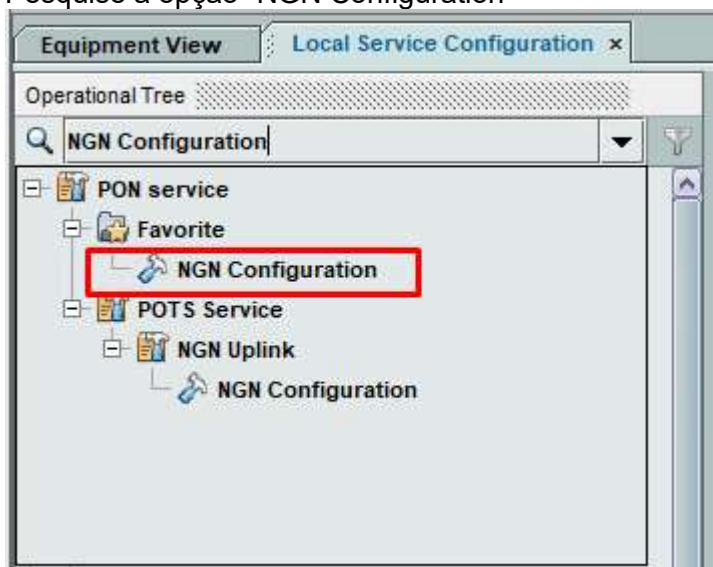 Pesquise a opção "NGN Configuration"
Equipment View Local Service Configuration ×
Operational Tree
NGN Configuration
PON service
Favorite
NGN Configuration
POTS Service
NGN Uplink
NGN Configuration